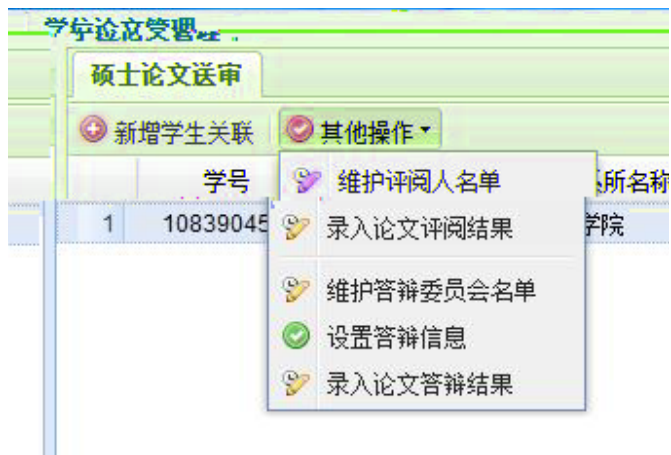 学位论文管理
硕士论文送审
新增学生关联 其他操作
学号 维护评阅人名单 所名称
1 10839045 录入论文评阅结果 学院
维护答辩委员会名单
设置答辩信息
录入论文答辩结果